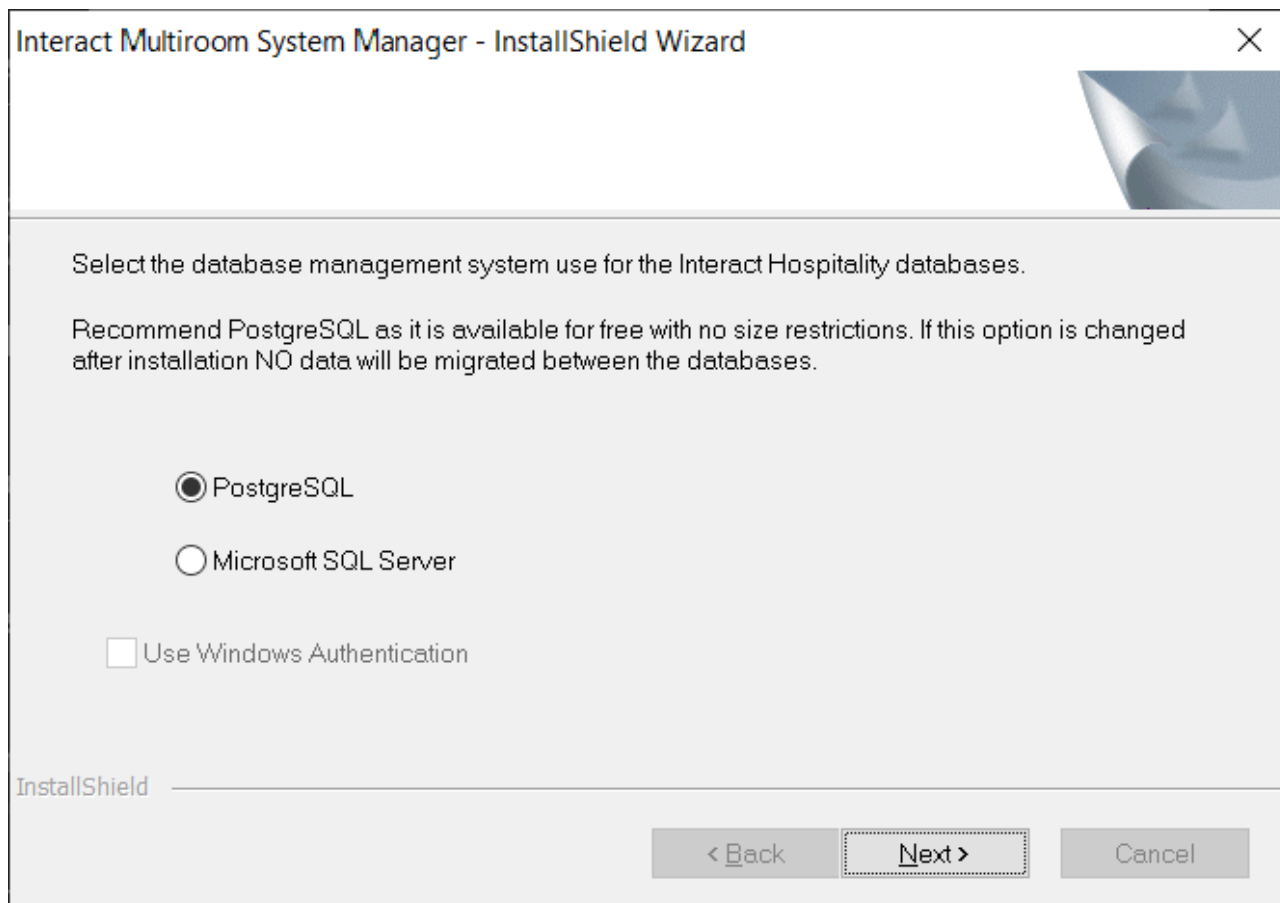 Interact Multiroom System Manager - InstallShield Wizard
Select the database management system use for the Interact Hospitality databases.
Recommend PostgreSQL as it is available for free with no size restrictions. If this option is changed
after installation NO data will be migrated between the databases.
PostgreSQL
Microsoft SQL Server
Use Windows Authentication
InstallShield
< Back
Next >
Cancel